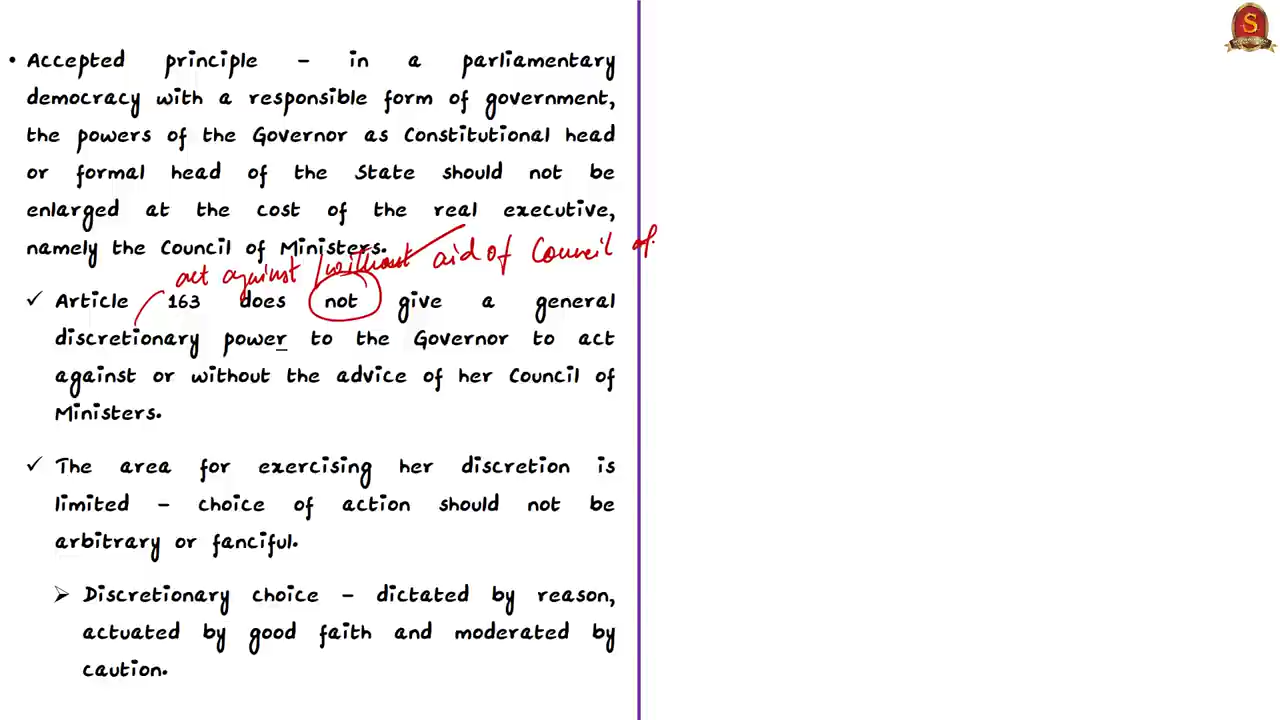 • Accepted principle – in a parliamentary
democracy with a responsible form of government,
the powers of the Governor as Constitutional head
or formal head of the State should not be
enlarged at the cost of the real executive,
namely the Council of Ministers.
act against / without aid of Council of
✓ Article 163 does not give a general
discretionary power to the Governor to act
against or without the advice of her Council of
Ministers.
✓ The area for exercising her discretion is
limited – choice of action should not be
arbitrary or fanciful.
➢ Discretionary choice – dictated by reason,
actuated by good faith and moderated by
caution.
S